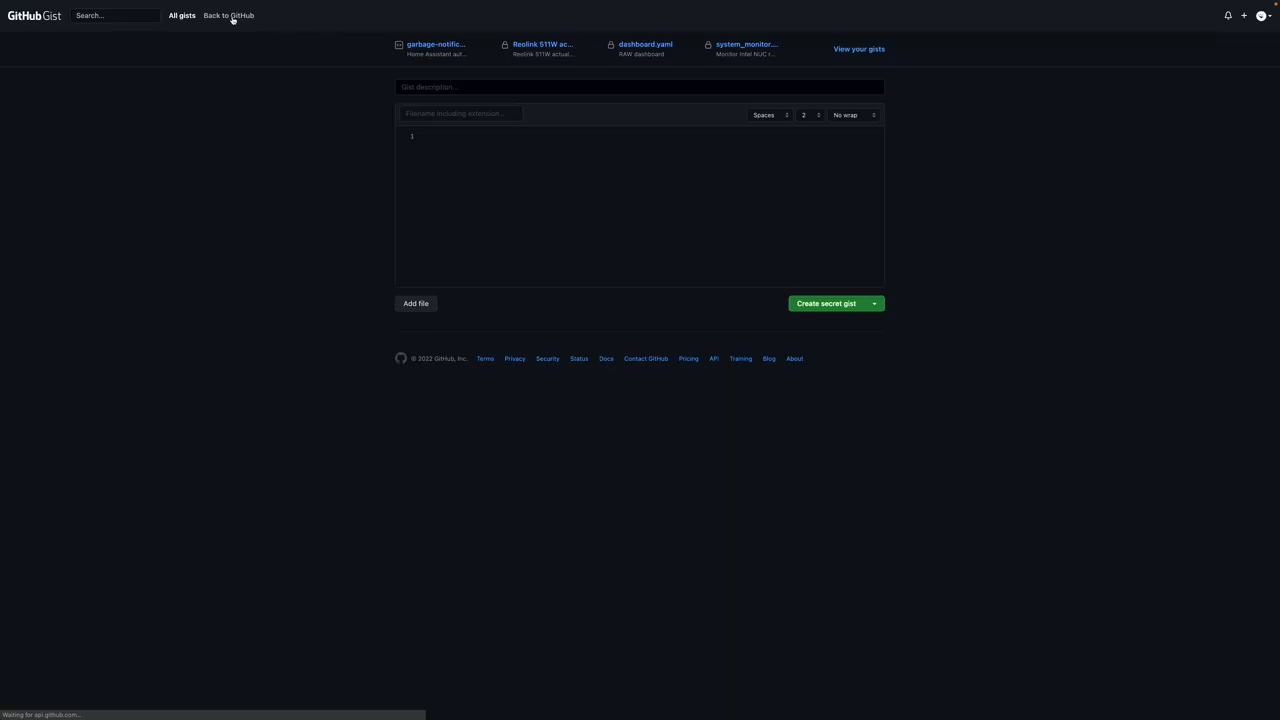 GitHub Gist Search... All gists Back to GitHub
garbage-notific... Reolink 511W ac... dashboard.yaml system_monitor....
Home Assistant aut... Reolink 511W actual... RAW dashboard Monitor Intel NUC r...
View your gists
Gist description...
Filename including extension... Spaces 2 No wrap
1
Add file Create secret gist
© 2022 GitHub, Inc. Terms Privacy Security Status Docs Contact GitHub Pricing API Training Blog About
Waiting for api.github.com...